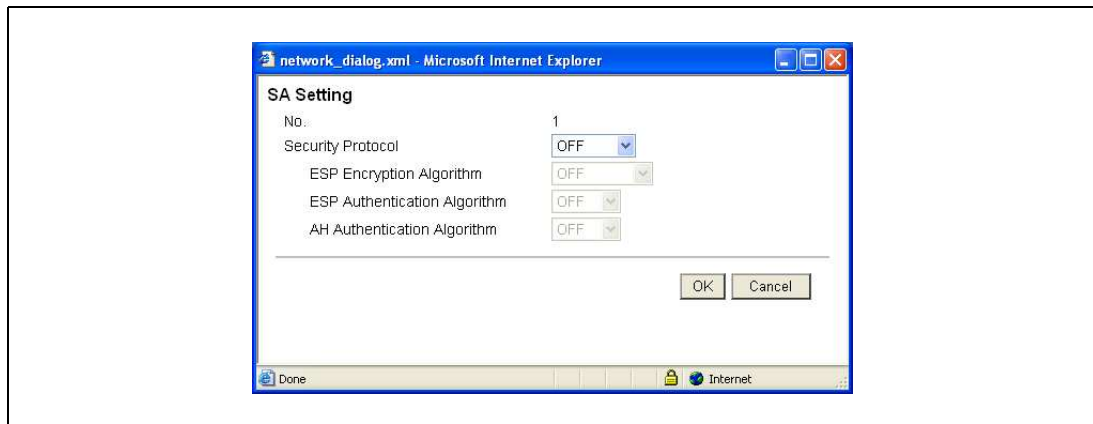 network_dialog.xml - Microsoft Internet Explorer
SA Setting
No. 1
Security Protocol OFF
ESP Encryption Algorithm OFF
ESP Authentication Algorithm OFF
AH Authentication Algorithm OFF
OK Cancel
Done Internet